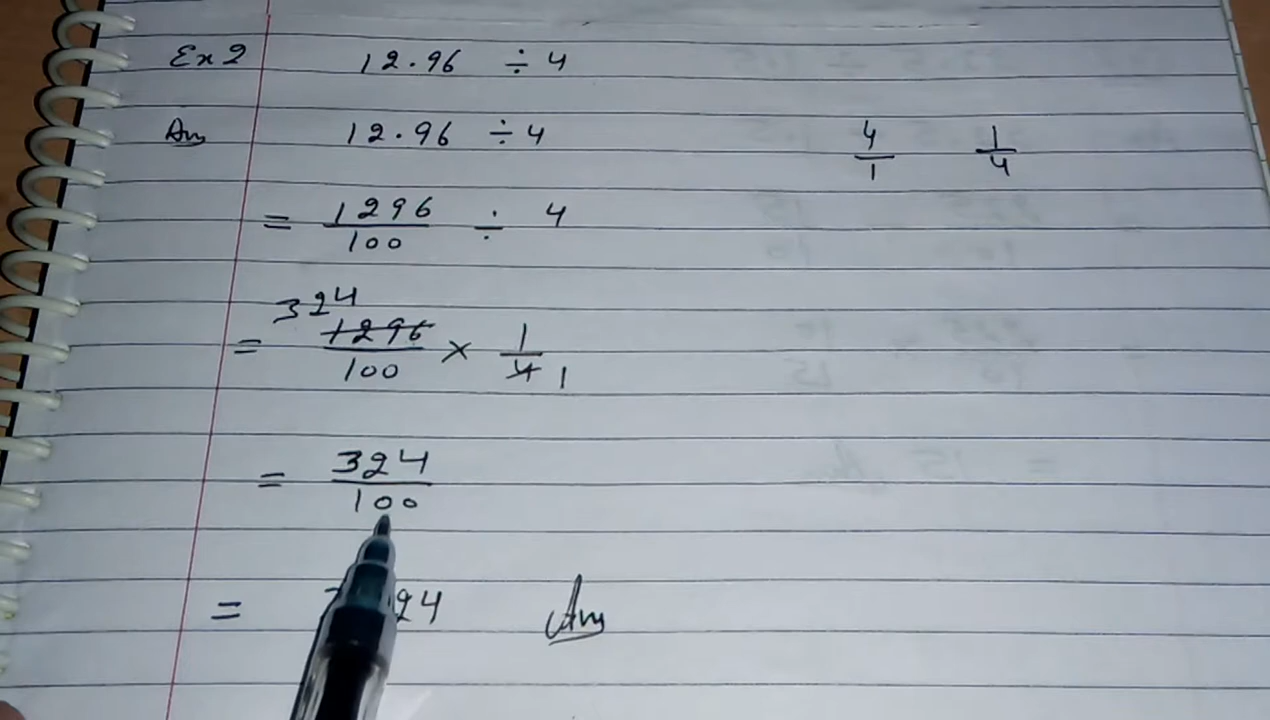 Ex 2 12.96 ÷ 4
Ans 12.96 ÷ 4
4/1 1/4
= 1296/100 ÷ 4
324
= 1296/100 × 1/4 1
= 324/100
= 24 Ans